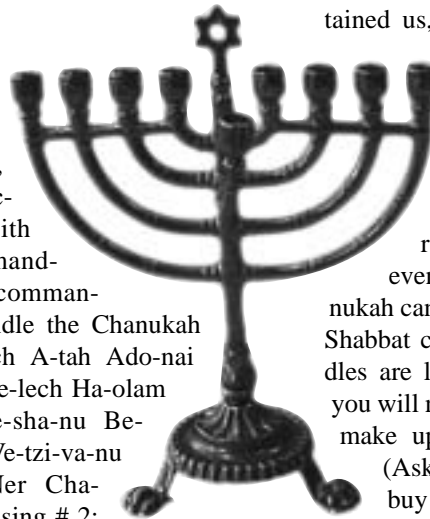 c-
ith
hand-
comman-
dle the Chanukah
ch A-tah Ado-nai
e-lech Ha-olam
e-sha-nu Be-
Ve-tzi-va-nu
Ner Cha-
sing # 2:
tained us,
r
ever
nukah can
Shabbat c
dles are l
you will n
make up
(Ask
buy